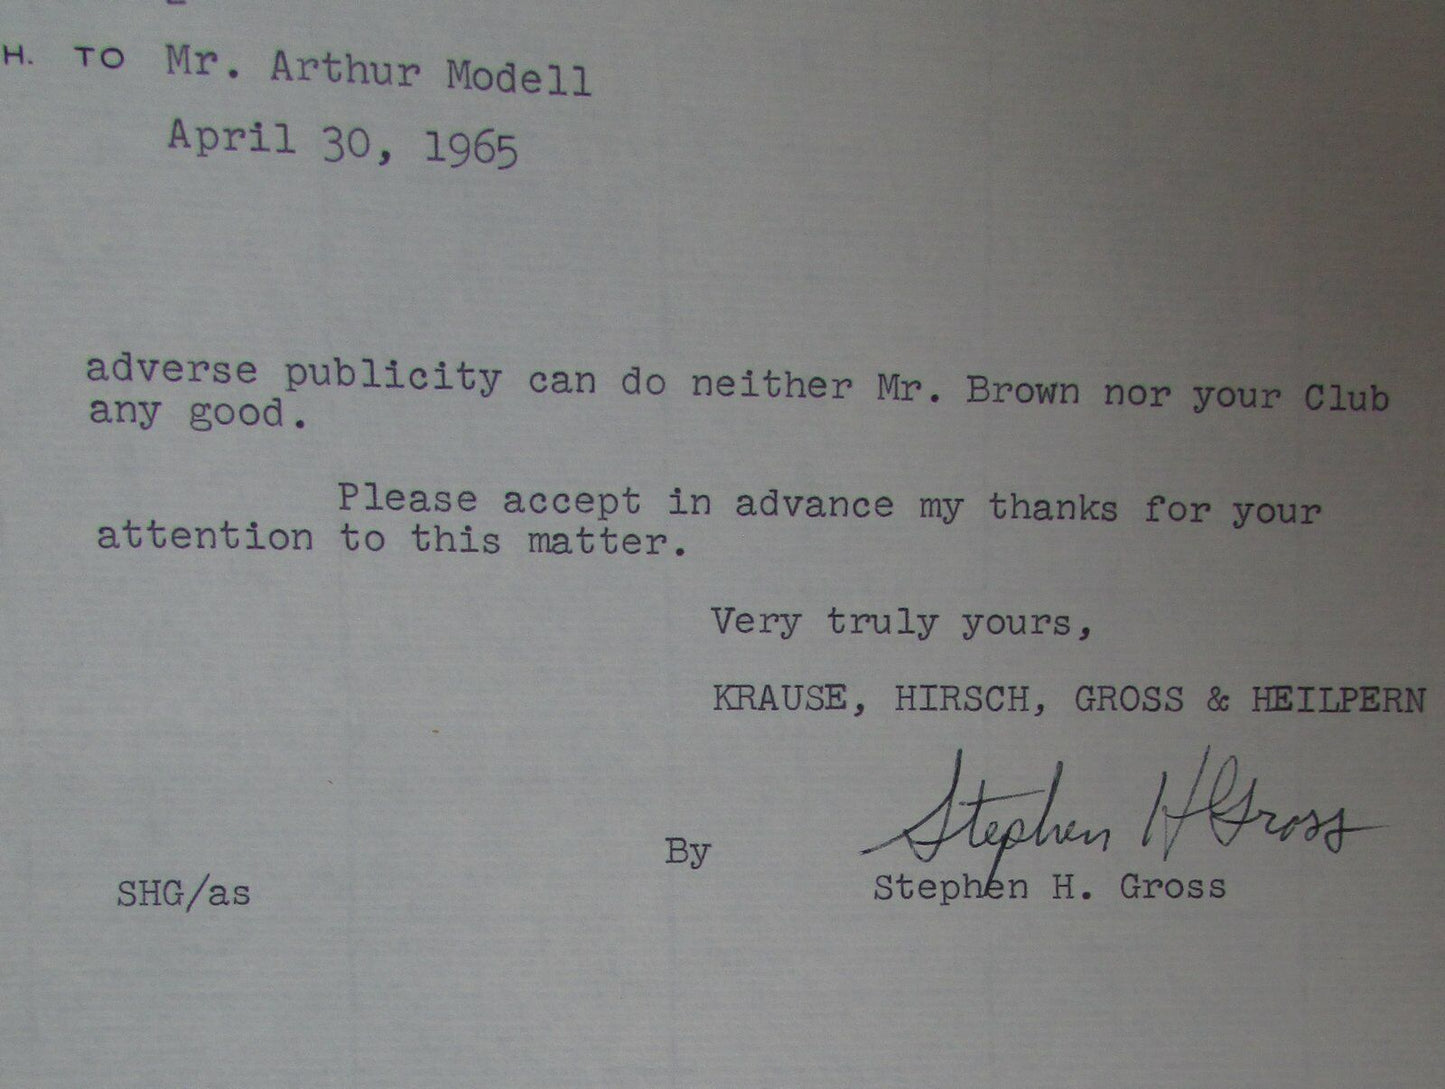 H. TO Mr. Arthur Modell
April 30, 1965
adverse publicity can do neither Mr. Brown nor your Club
any good.
Please accept in advance my thanks for your
attention to this matter.
Very truly yours,
KRAUSE, HIRSCH, GROSS & HEILPERN
Stephen H Gross
By
Stephen H. Gross
SHG/as